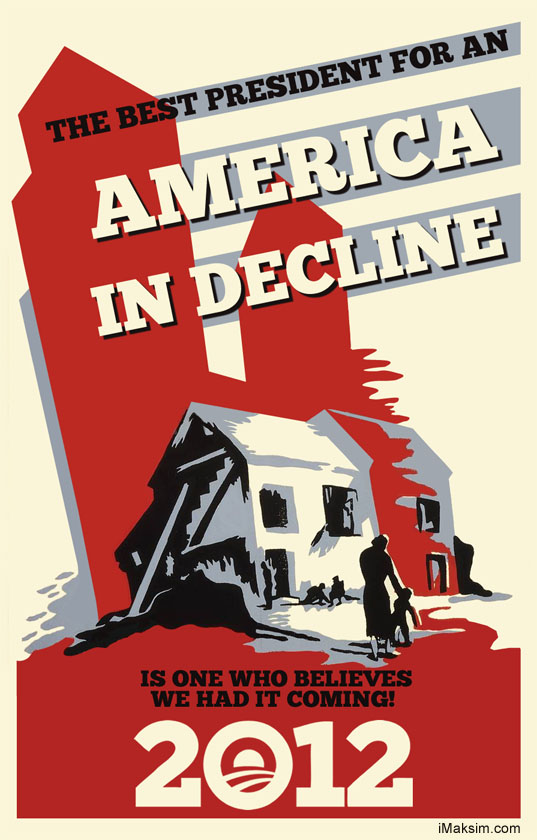 THE BEST PRESIDENT FOR AN
AMERICA
IN DECLINE
IS ONE WHO BELIEVES
WE HAD IT COMING!
2012
iMaksim.com